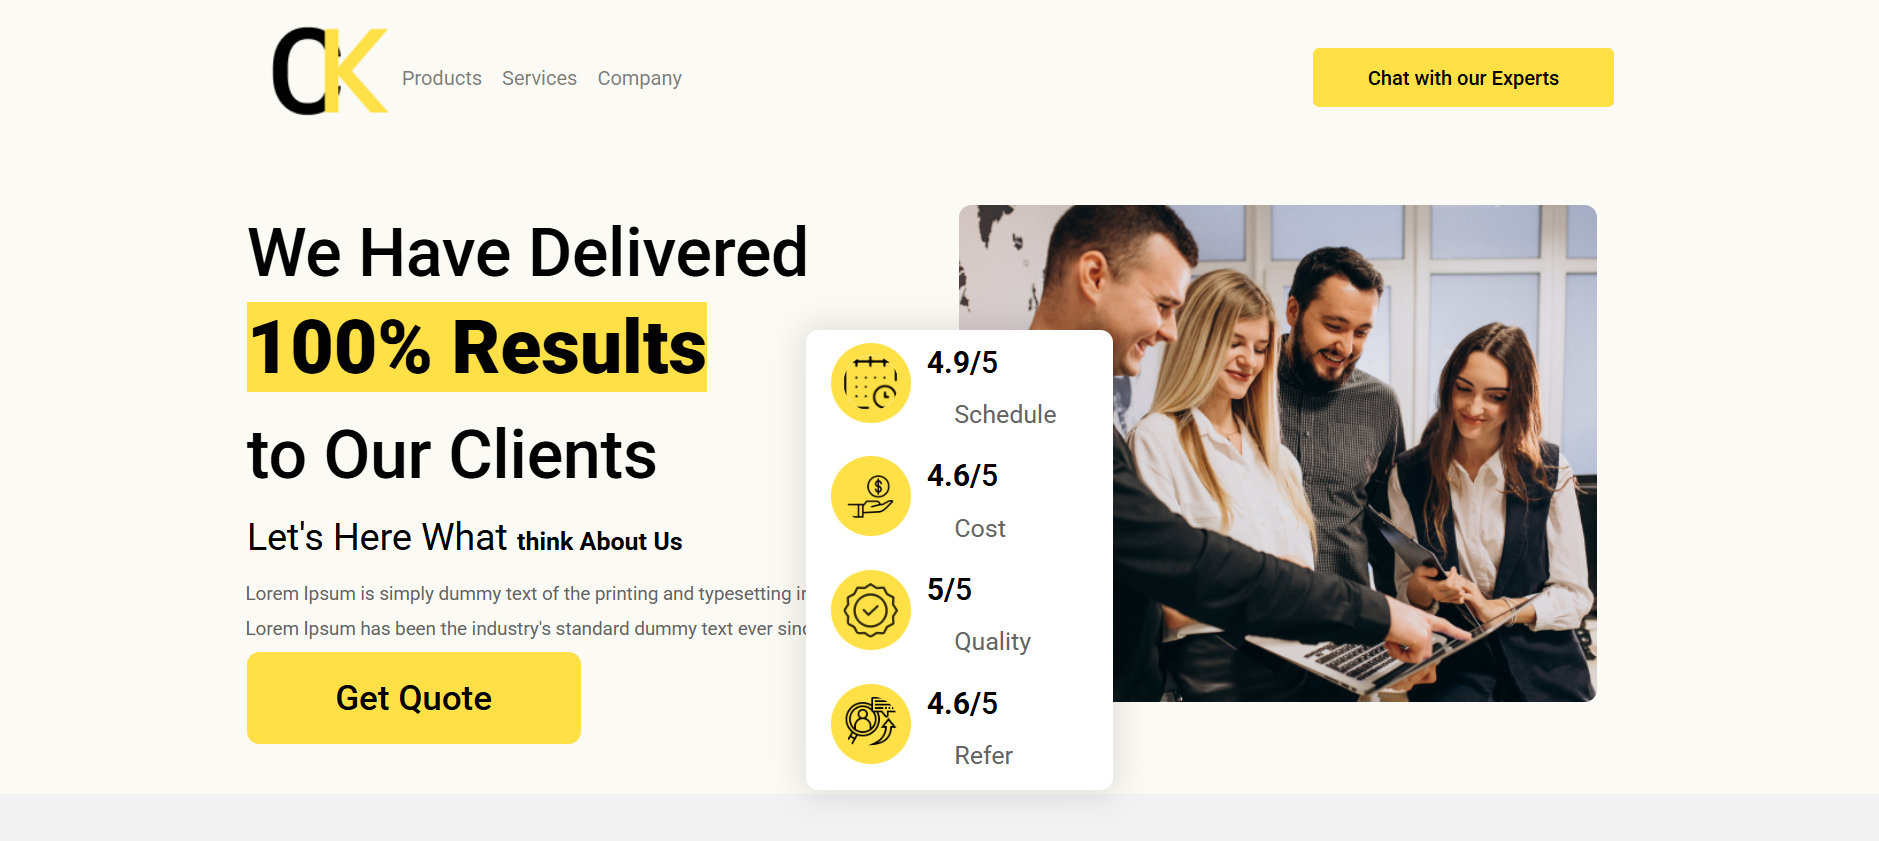 CK
Products Services Company
Chat with our Experts
We Have Delivered
100% Results
to Our Clients
Let's Here What think About Us
Lorem Ipsum is simply dummy text of the printing and typesetting
Lorem Ipsum has been the industry's standard dummy text ever
Get Quote
4.9/5
Schedule
4.6/5
Cost
5/5
Quality
4.6/5
Refer